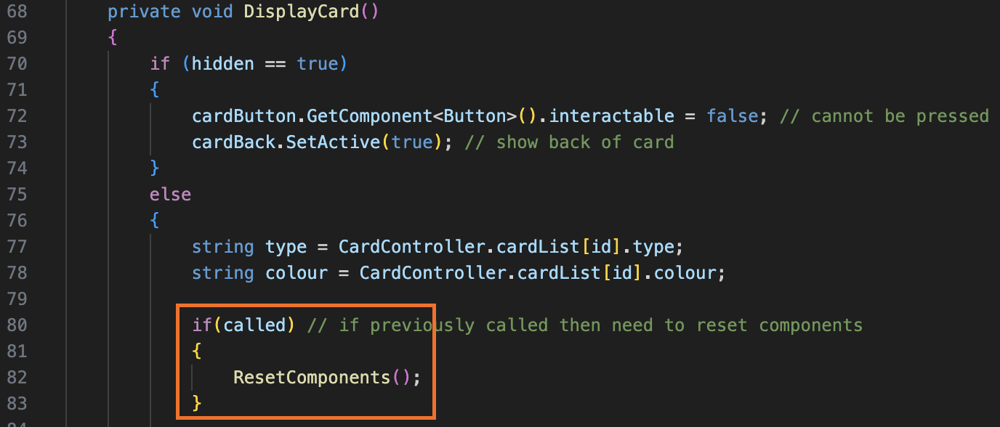 68 private void DisplayCard()
69 {
70 if (hidden == true)
71 {
72 cardButton.GetComponent<Button>().interactable = false; // cannot be pressed
73 cardBack.SetActive(true); // show back of card
74 }
75 else
76 {
77 string type = CardController.cardList[id].type;
78 string colour = CardController.cardList[id].colour;
79
80 if(called) // if previously called then need to reset components
81 {
82 ResetComponents();
83 }